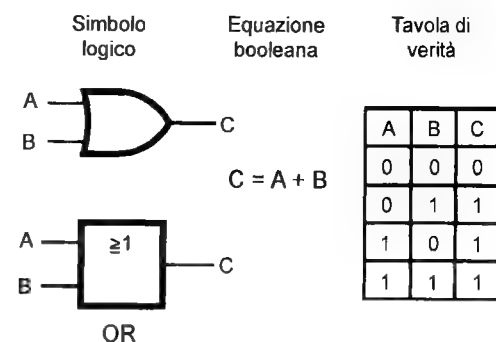 Simbolo
logico
Equazione
booleana
Tavola di
verità
A
B
C
C = A + B
A B C
0 0 0
0 1 1
1 0 1
1 1 1
A
B
≥1
C
OR